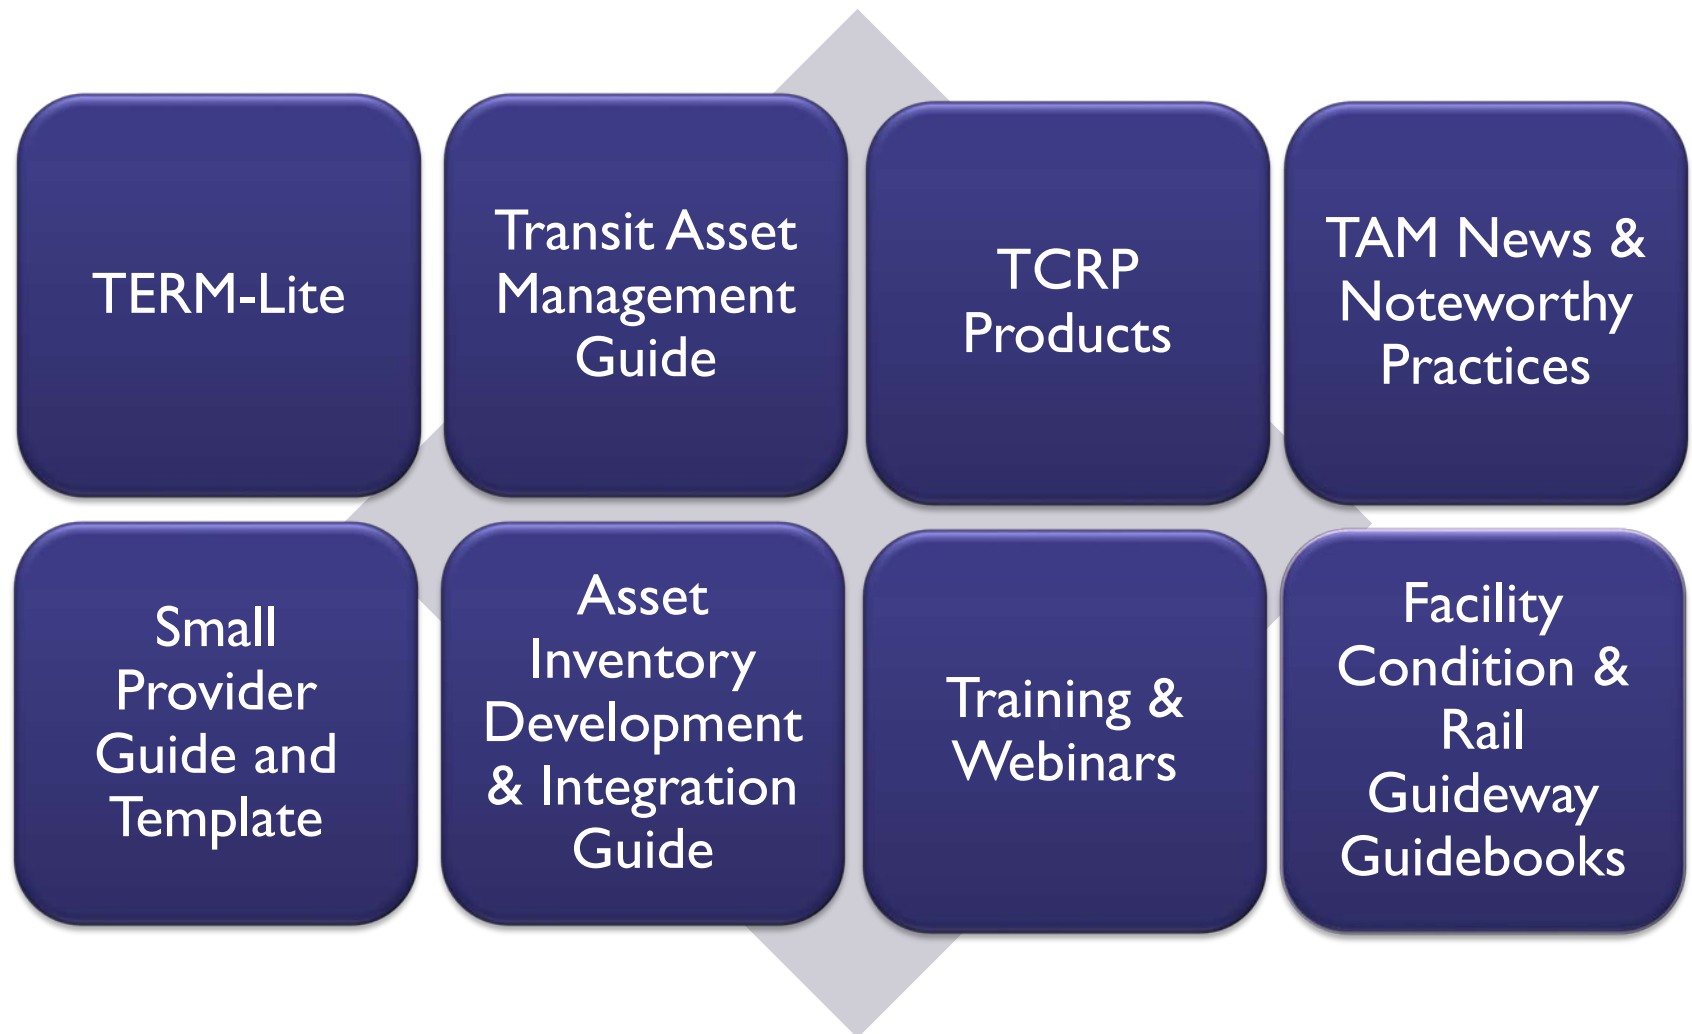 TERM-Lite
Transit Asset
Management
Guide
TCRP
Products
TAM News &
Noteworthy
Practices
Small
Provider
Guide and
Template
Asset
Inventory
Development
& Integration
Guide
Training &
Webinars
Facility
Condition &
Rail
Guideway
Guidebooks